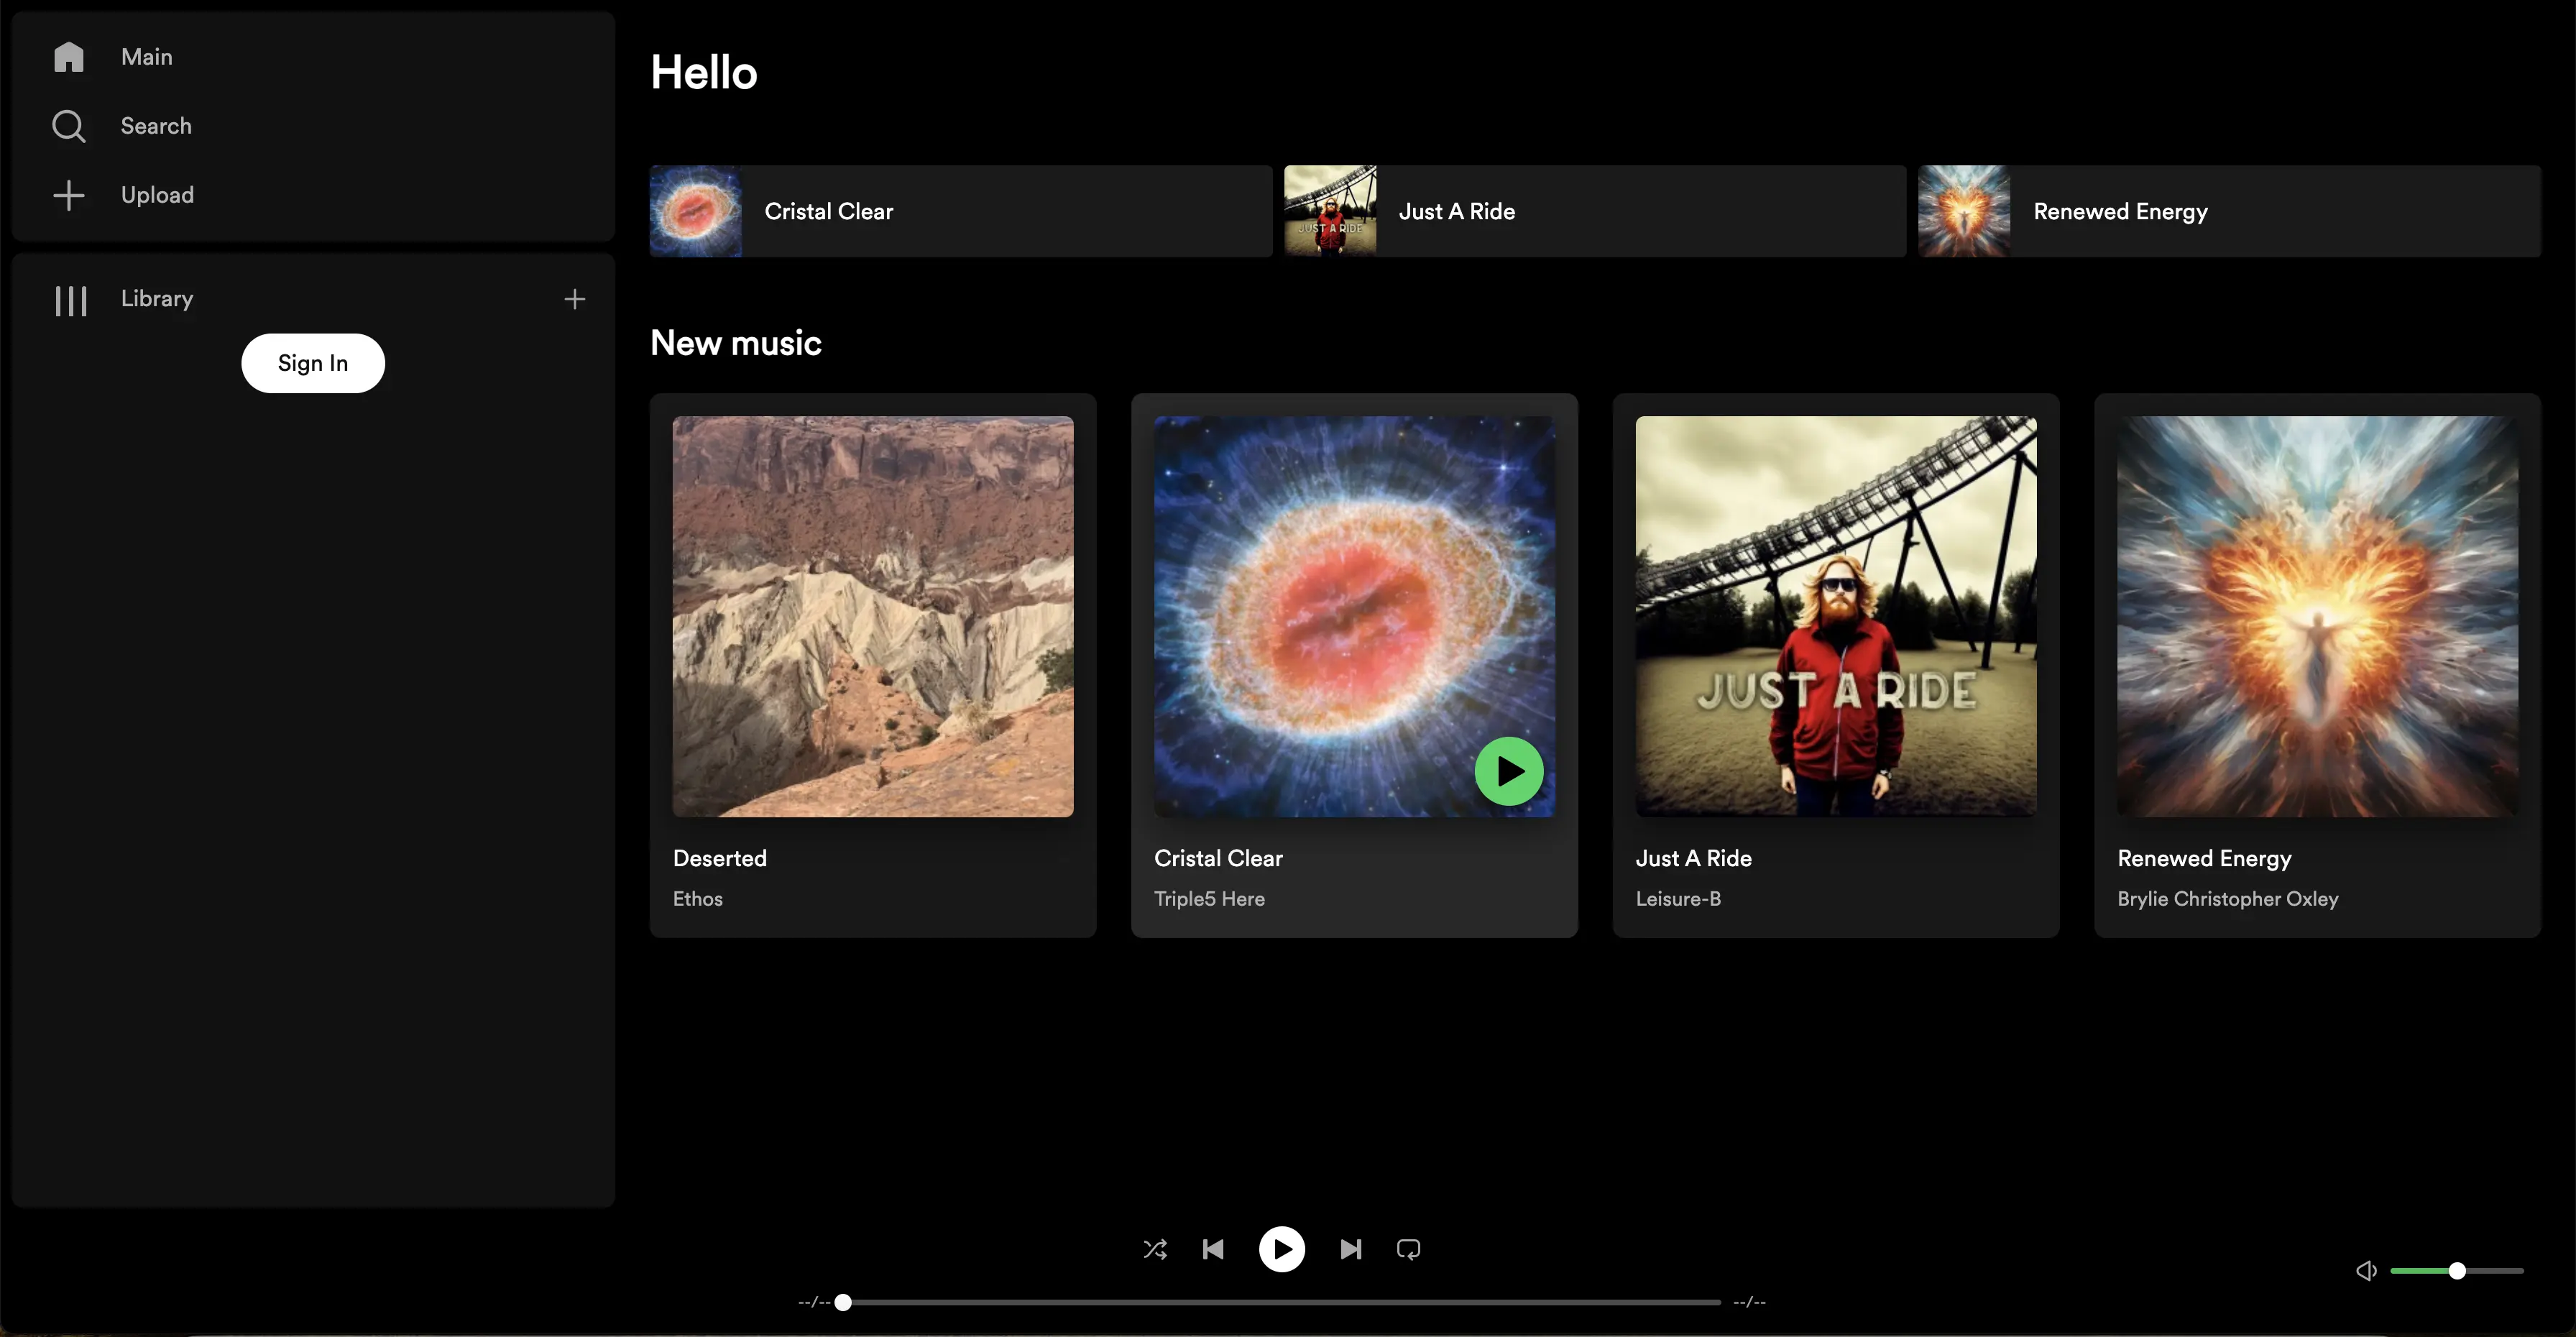 Main
Search
Upload
Library
Sign In
Hello
Cristal Clear
JUST A RIDE
Just A Ride
Renewed Energy
New music
JUST A RIDE
Deserted
Ethos
Cristal Clear
Triple5 Here
Just A Ride
Leisure-B
Renewed Energy
Brylie Christopher Oxley
--/--
--/--